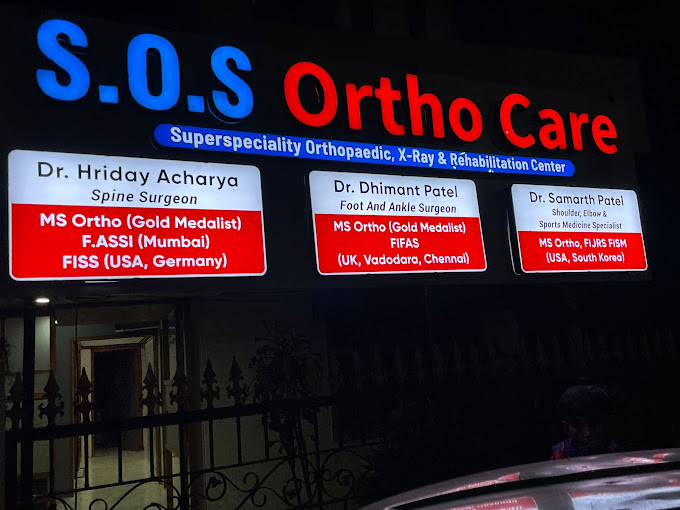 S.O.S Ortho Care
Superspeciality Orthopaedic, X-Ray & Rehabilitation Center
Dr. Hriday Acharya
Spine Surgeon
MS Ortho (Gold Medalist)
F.ASSI (Mumbai)
FISS (USA, Germany)
Dr. Dhimant Patel
Foot And Ankle Surgeon
MS Ortho (Gold Medalist)
FIFAS
(UK, Vadodara, Chennai)
Dr. Samarth Patel
Shoulder, Elbow &
Sports Medicine Specialist
MS Ortho, FIJRS FISM
(USA, South Korea)